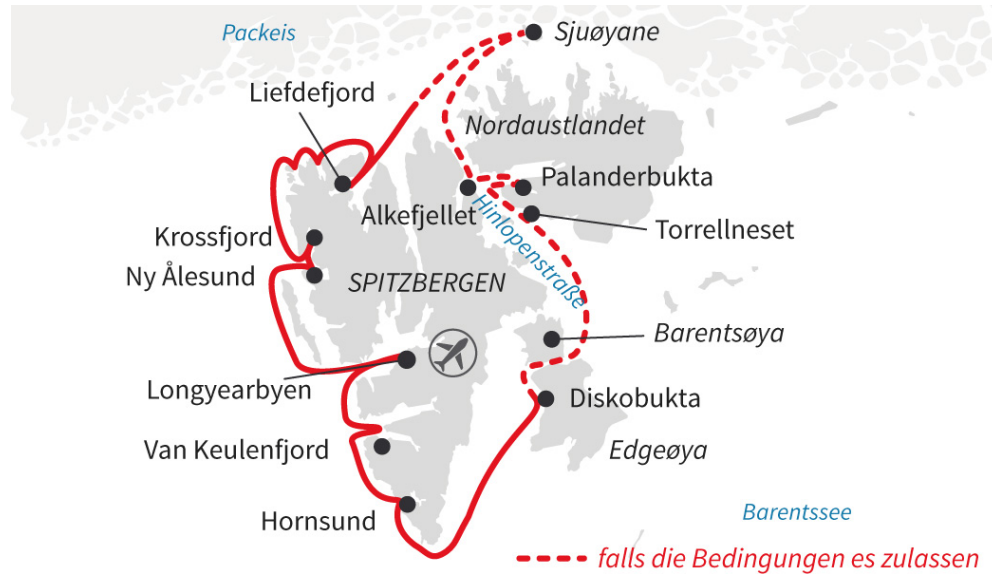 Packeis
Sjuøyane
Liefdefjord
Nordaustlandet
Palanderbukta
Alkefjellet
Torrellneset
Krossfjord
Hinlopenstraße
Ny Ålesund
SPITZBERGEN
Barentsøya
Longyearbyen
Diskobukta
Van Keulenfjord
Edgeøya
Hornsund
Barentssee
falls die Bedingungen es zulassen